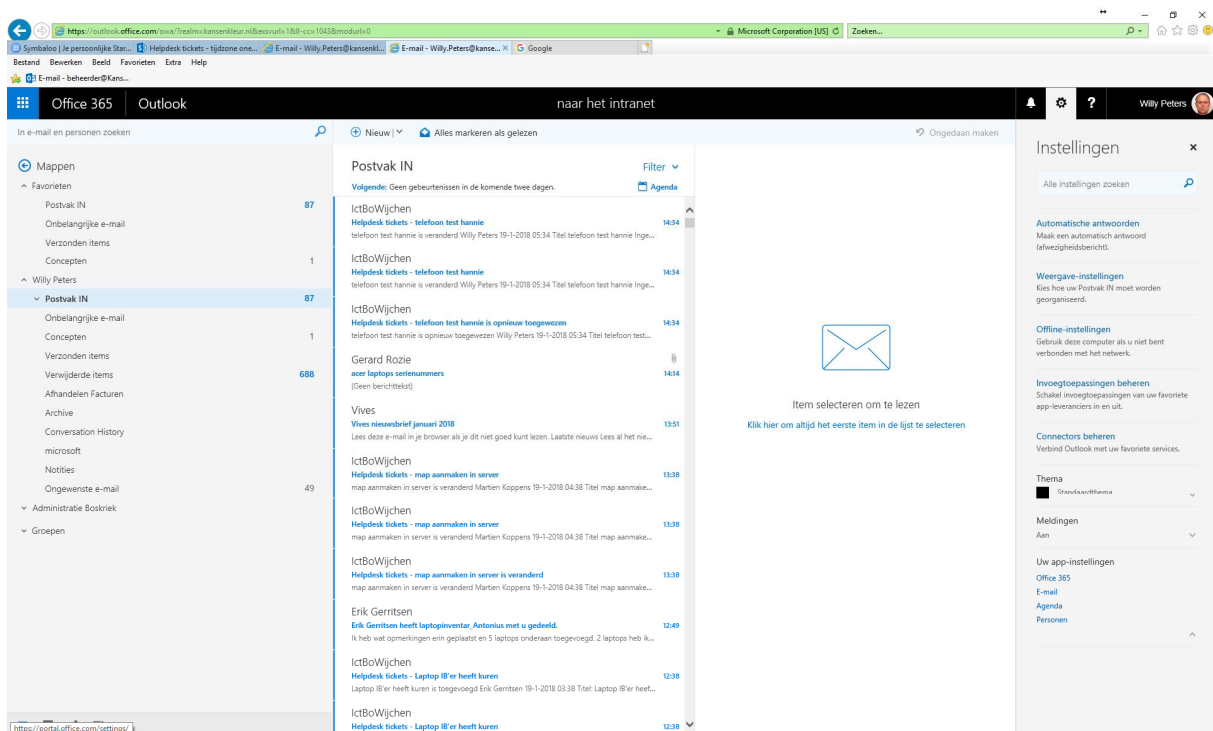 https://outlook.office.com/owa/?realm=kansenkleur.nl&exsvurl=1&ll-cc=1043&modurl=0
Microsoft Corporation [US]
Zoeken...
Symbaloo | Je persoonlijke Star...
Helpdesk tickets - tijdzone one...
E-mail - Willy.Peters@kansenkl...
E-mail - Willy.Peters@kanse...
Google
Bestand Bewerken Beeld Favorieten Extra Help
E-mail - beheerder@Kans...
Office 365
Outlook
naar het intranet
Willy Peters
In e-mail en personen zoeken
Nieuw
Alles markeren als gelezen
Ongedaan maken
Mappen
Favorieten
Postvak IN 87
Onbelangrijke e-mail
Verzonden items
Concepten 1
Willy Peters
Postvak IN 87
Onbelangrijke e-mail
Concepten 1
Verzonden items
Verwijderde items 688
Afhandelen Facturen
Archive
Conversation History
microsoft
Notities
Ongewenste e-mail 49
Administratie Boskriek
Groepen
https://portal.office.com/settings/
Postvak IN
Filter
Volgende: Geen gebeurtenissen in de komende twee dagen.
Agenda
IctBoWijchen
Helpdesk tickets - telefoon test hannie 14:34
telefoon test hannie is veranderd Willy Peters 19-1-2018 05:34 Titel telefoon test hannie Inge...
IctBoWijchen
Helpdesk tickets - telefoon test hannie 14:34
telefoon test hannie is veranderd Willy Peters 19-1-2018 05:34 Titel telefoon test hannie Inge...
IctBoWijchen
Helpdesk tickets - telefoon test hannie is opnieuw toegewezen 14:34
telefoon test hannie is opnieuw toegewezen Willy Peters 19-1-2018 05:34 Titel telefoon test...
Gerard Rozie
acer laptops serienummers 14:14
(Geen berichttekst)
Vives
Vives nieuwsbrief januari 2018 13:51
Lees deze e-mail in je browser als je dit niet goed kunt lezen. Laatste nieuws Lees al het nie...
IctBoWijchen
Helpdesk tickets - map aanmaken in server 13:38
map aanmaken in server is veranderd Martien Koppens 19-1-2018 04:38 Titel map aanmake...
IctBoWijchen
Helpdesk tickets - map aanmaken in server 13:38
map aanmaken in server is veranderd Martien Koppens 19-1-2018 04:38 Titel map aanmake...
IctBoWijchen
Helpdesk tickets - map aanmaken in server is veranderd 13:38
map aanmaken in server is veranderd Martien Koppens 19-1-2018 04:38 Titel map aanmake...
Erik Gerritsen
Erik Gerritsen heeft laptopinventar_Antonius met u gedeeld. 12:49
Ik heb wat opmerkingen erin geplaatst en 5 laptops onderaan toegevoegd. 2 laptops heb ik...
IctBoWijchen
Helpdesk tickets - Laptop IB'er heeft kuren 12:38
Laptop IB'er heeft kuren is toegevoegd Erik Gerritsen 19-1-2018 03:38 Titel: Laptop IB'er heef...
IctBoWijchen
Helpdesk tickets - Laptop IB'er heeft kuren 12:38
Item selecteren om te lezen
Klik hier om altijd het eerste item in de lijst te selecteren
Instellingen
Alle instellingen zoeken
Automatische antwoorden
Maak een automatisch antwoord
(afwezigheidsbericht).
Weergave-instellingen
Kies hoe uw Postvak IN moet worden
georganiseerd.
Offline-instellingen
Gebruik deze computer als u niet bent
verbonden met het netwerk.
Invoegtoepassingen beheren
Schakel invoegtoepassingen van uw favoriete
app-leveranciers in en uit.
Connectors beheren
Verbind Outlook met uw favoriete services.
Thema
Standaardthema
Meldingen
Aan
Uw app-instellingen
Office 365
E-mail
Agenda
Personen